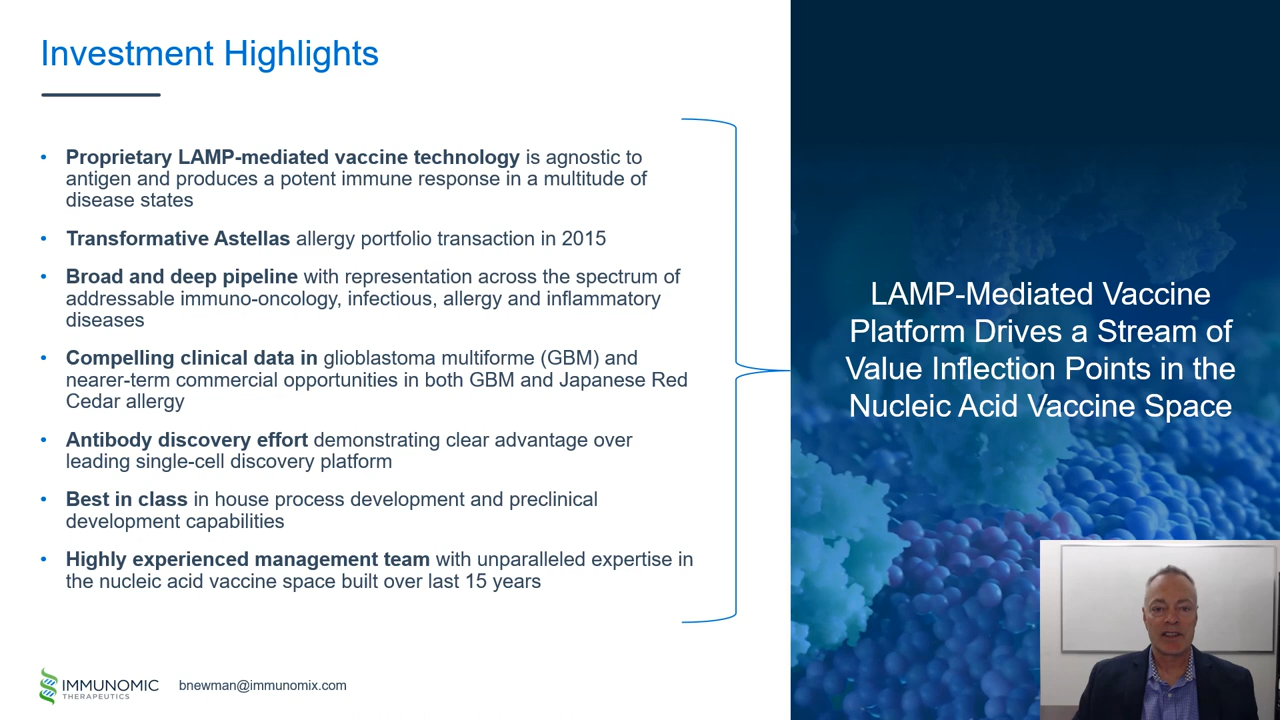 Investment Highlights
• Proprietary LAMP-mediated vaccine technology is agnostic to
antigen and produces a potent immune response in a multitude of
disease states
• Transformative Astellas allergy portfolio transaction in 2015
• Broad and deep pipeline with representation across the spectrum of
addressable immuno-oncology, infectious, allergy and inflammatory
diseases
• Compelling clinical data in glioblastoma multiforme (GBM) and
nearer-term commercial opportunities in both GBM and Japanese Red
Cedar allergy
• Antibody discovery effort demonstrating clear advantage over
leading single-cell discovery platform
• Best in class in house process development and preclinical
development capabilities
• Highly experienced management team with unparalleled expertise in
the nucleic acid vaccine space built over last 15 years
LAMP-Mediated Vaccine
Platform Drives a Stream of
Value Inflection Points in the
Nucleic Acid Vaccine Space
IMMUNOMIC
THERAPEUTICS
bnewman@immunomix.com